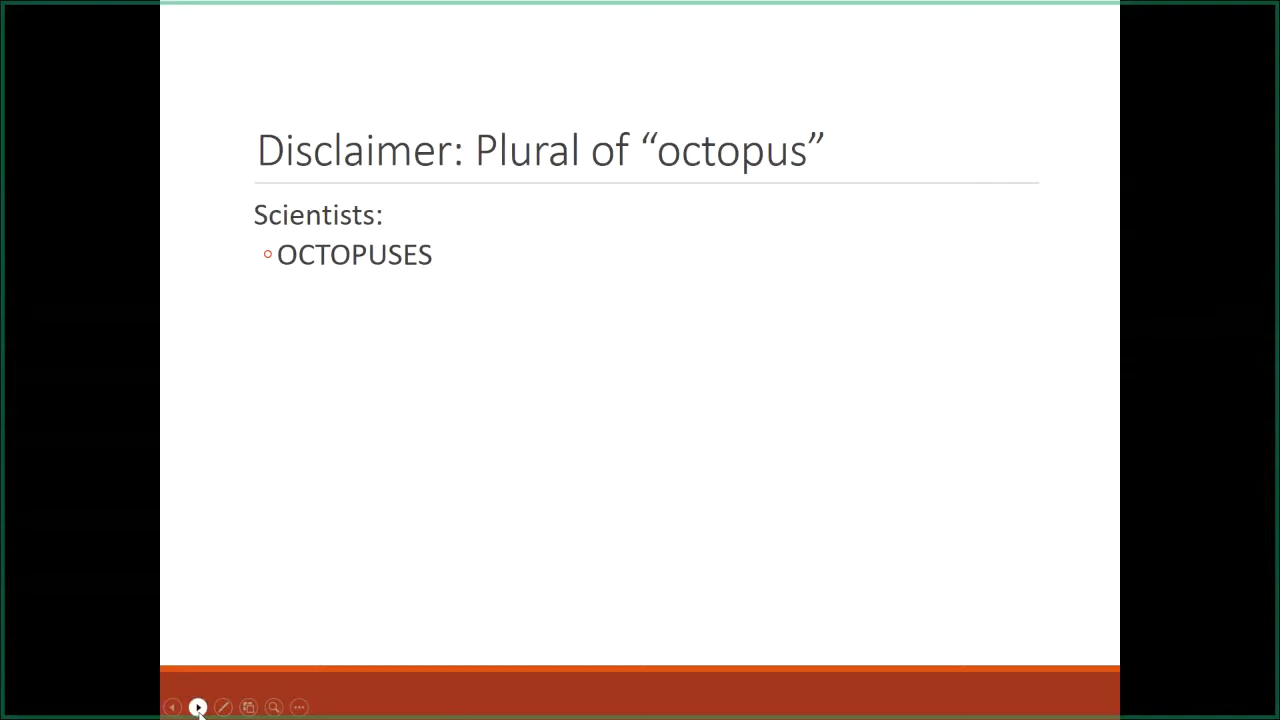 Disclaimer: Plural of “octopus”
Scientists:
OCTOPUSES